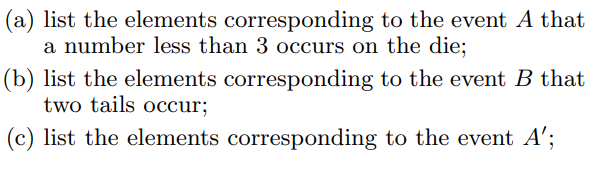 (a) list the elements corresponding to the event A that
a number less than 3 occurs on the die;
(b) list the elements corresponding to the event B that
two tails occur;
(c) list the elements corresponding to the event A′;